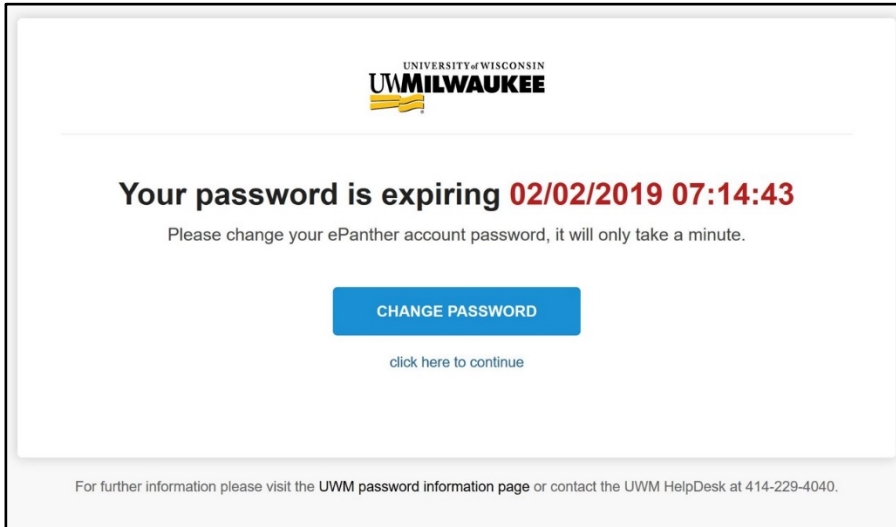 UNIVERSITY of WISCONSIN
UWMILWAUKEE
Your password is expiring 02/02/2019 07:14:43
Please change your ePanther account password, it will only take a minute.
CHANGE PASSWORD
click here to continue
For further information please visit the UWM password information page or contact the UWM HelpDesk at 414-229-4040.